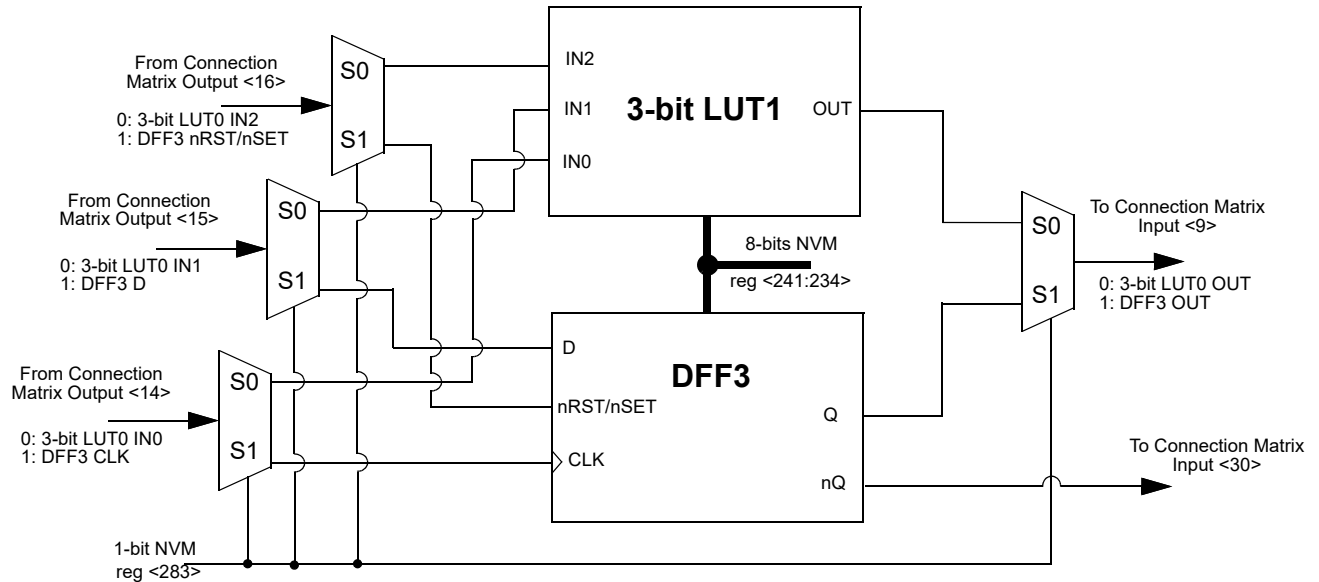 From Connection
Matrix Output <16>
0: 3-bit LUT0 IN2
1: DFF3 nRST/nSET
S0
S1
From Connection
Matrix Output <15>
0: 3-bit LUT0 IN1
1: DFF3 D
S0
S1
From Connection
Matrix Output <14>
0: 3-bit LUT0 IN0
1: DFF3 CLK
S0
S1
1-bit NVM
reg <283>
IN2
IN1
IN0
3-bit LUT1
OUT
8-bits NVM
reg <241:234>
DFF3
D
nRST/nSET
CLK
Q
nQ
S0
S1
To Connection Matrix
Input <9>
0: 3-bit LUT0 OUT
1: DFF3 OUT
To Connection Matrix
Input <30>